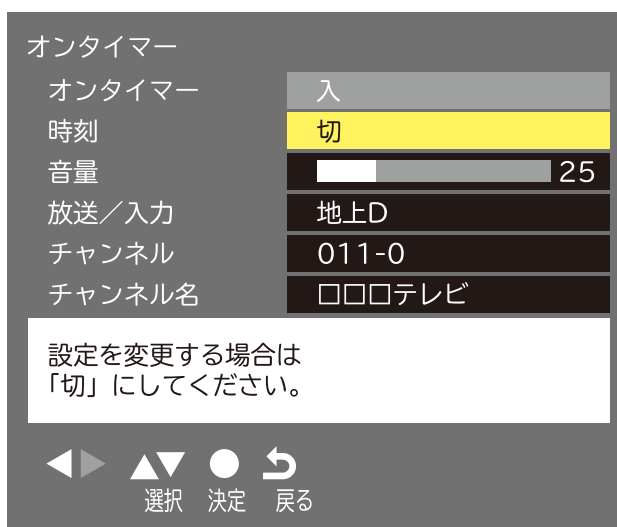 オンタイマー
オンタイマー 入
時刻 切
音量 25
放送／入力 地上D
チャンネル 011-0
チャンネル名 □□□テレビ
設定を変更する場合は
「切」にしてください。
選択 決定 戻る